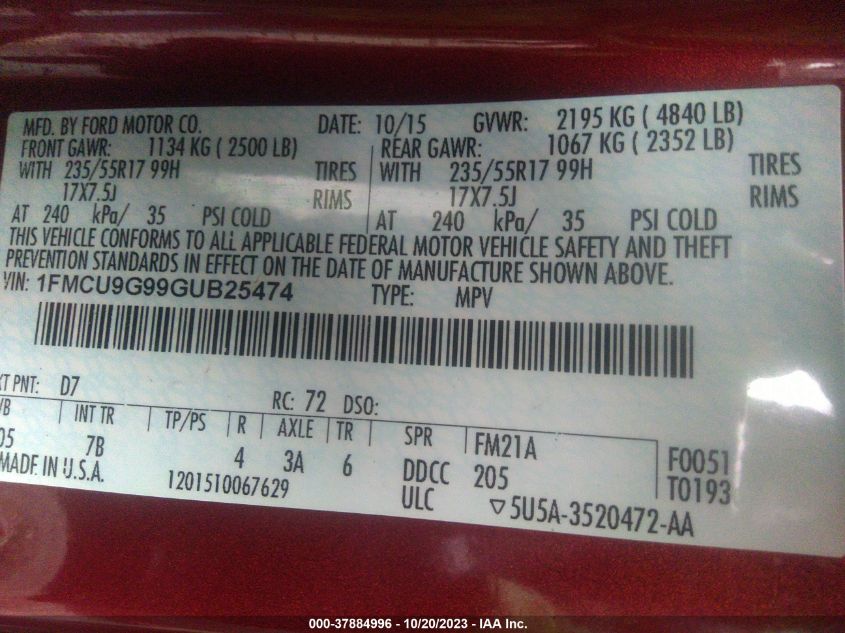 MFD. BY FORD MOTOR CO. DATE: 10/15 GVWR: 2195 KG ( 4840 LB)
FRONT GAWR: 1134 KG ( 2500 LB) REAR GAWR: 1067 KG ( 2352 LB)
WITH 235/55R17 99H TIRES WITH 235/55R17 99H TIRES
17X7.5J RIMS 17X7.5J RIMS
AT 240 kPa/ 35 PSI COLD AT 240 kPa/ 35 PSI COLD
THIS VEHICLE CONFORMS TO ALL APPLICABLE FEDERAL MOTOR VEHICLE SAFETY AND THEFT
PREVENTION STANDARDS IN EFFECT ON THE DATE OF MANUFACTURE SHOWN ABOVE.
VIN: 1FMCU9G99GUB25474 TYPE: MPV
XT PNT: D7 RC: 72 DSO:
VB INT TR TP/PS R AXLE TR SPR FM21A F0051
05 7B 4 3A 6 DDCC 205 T0193
MADE IN U.S.A. 1201510067629 ULC ▽5U5A-3520472-AA
000-37884996 - 10/20/2023 - IAA Inc.